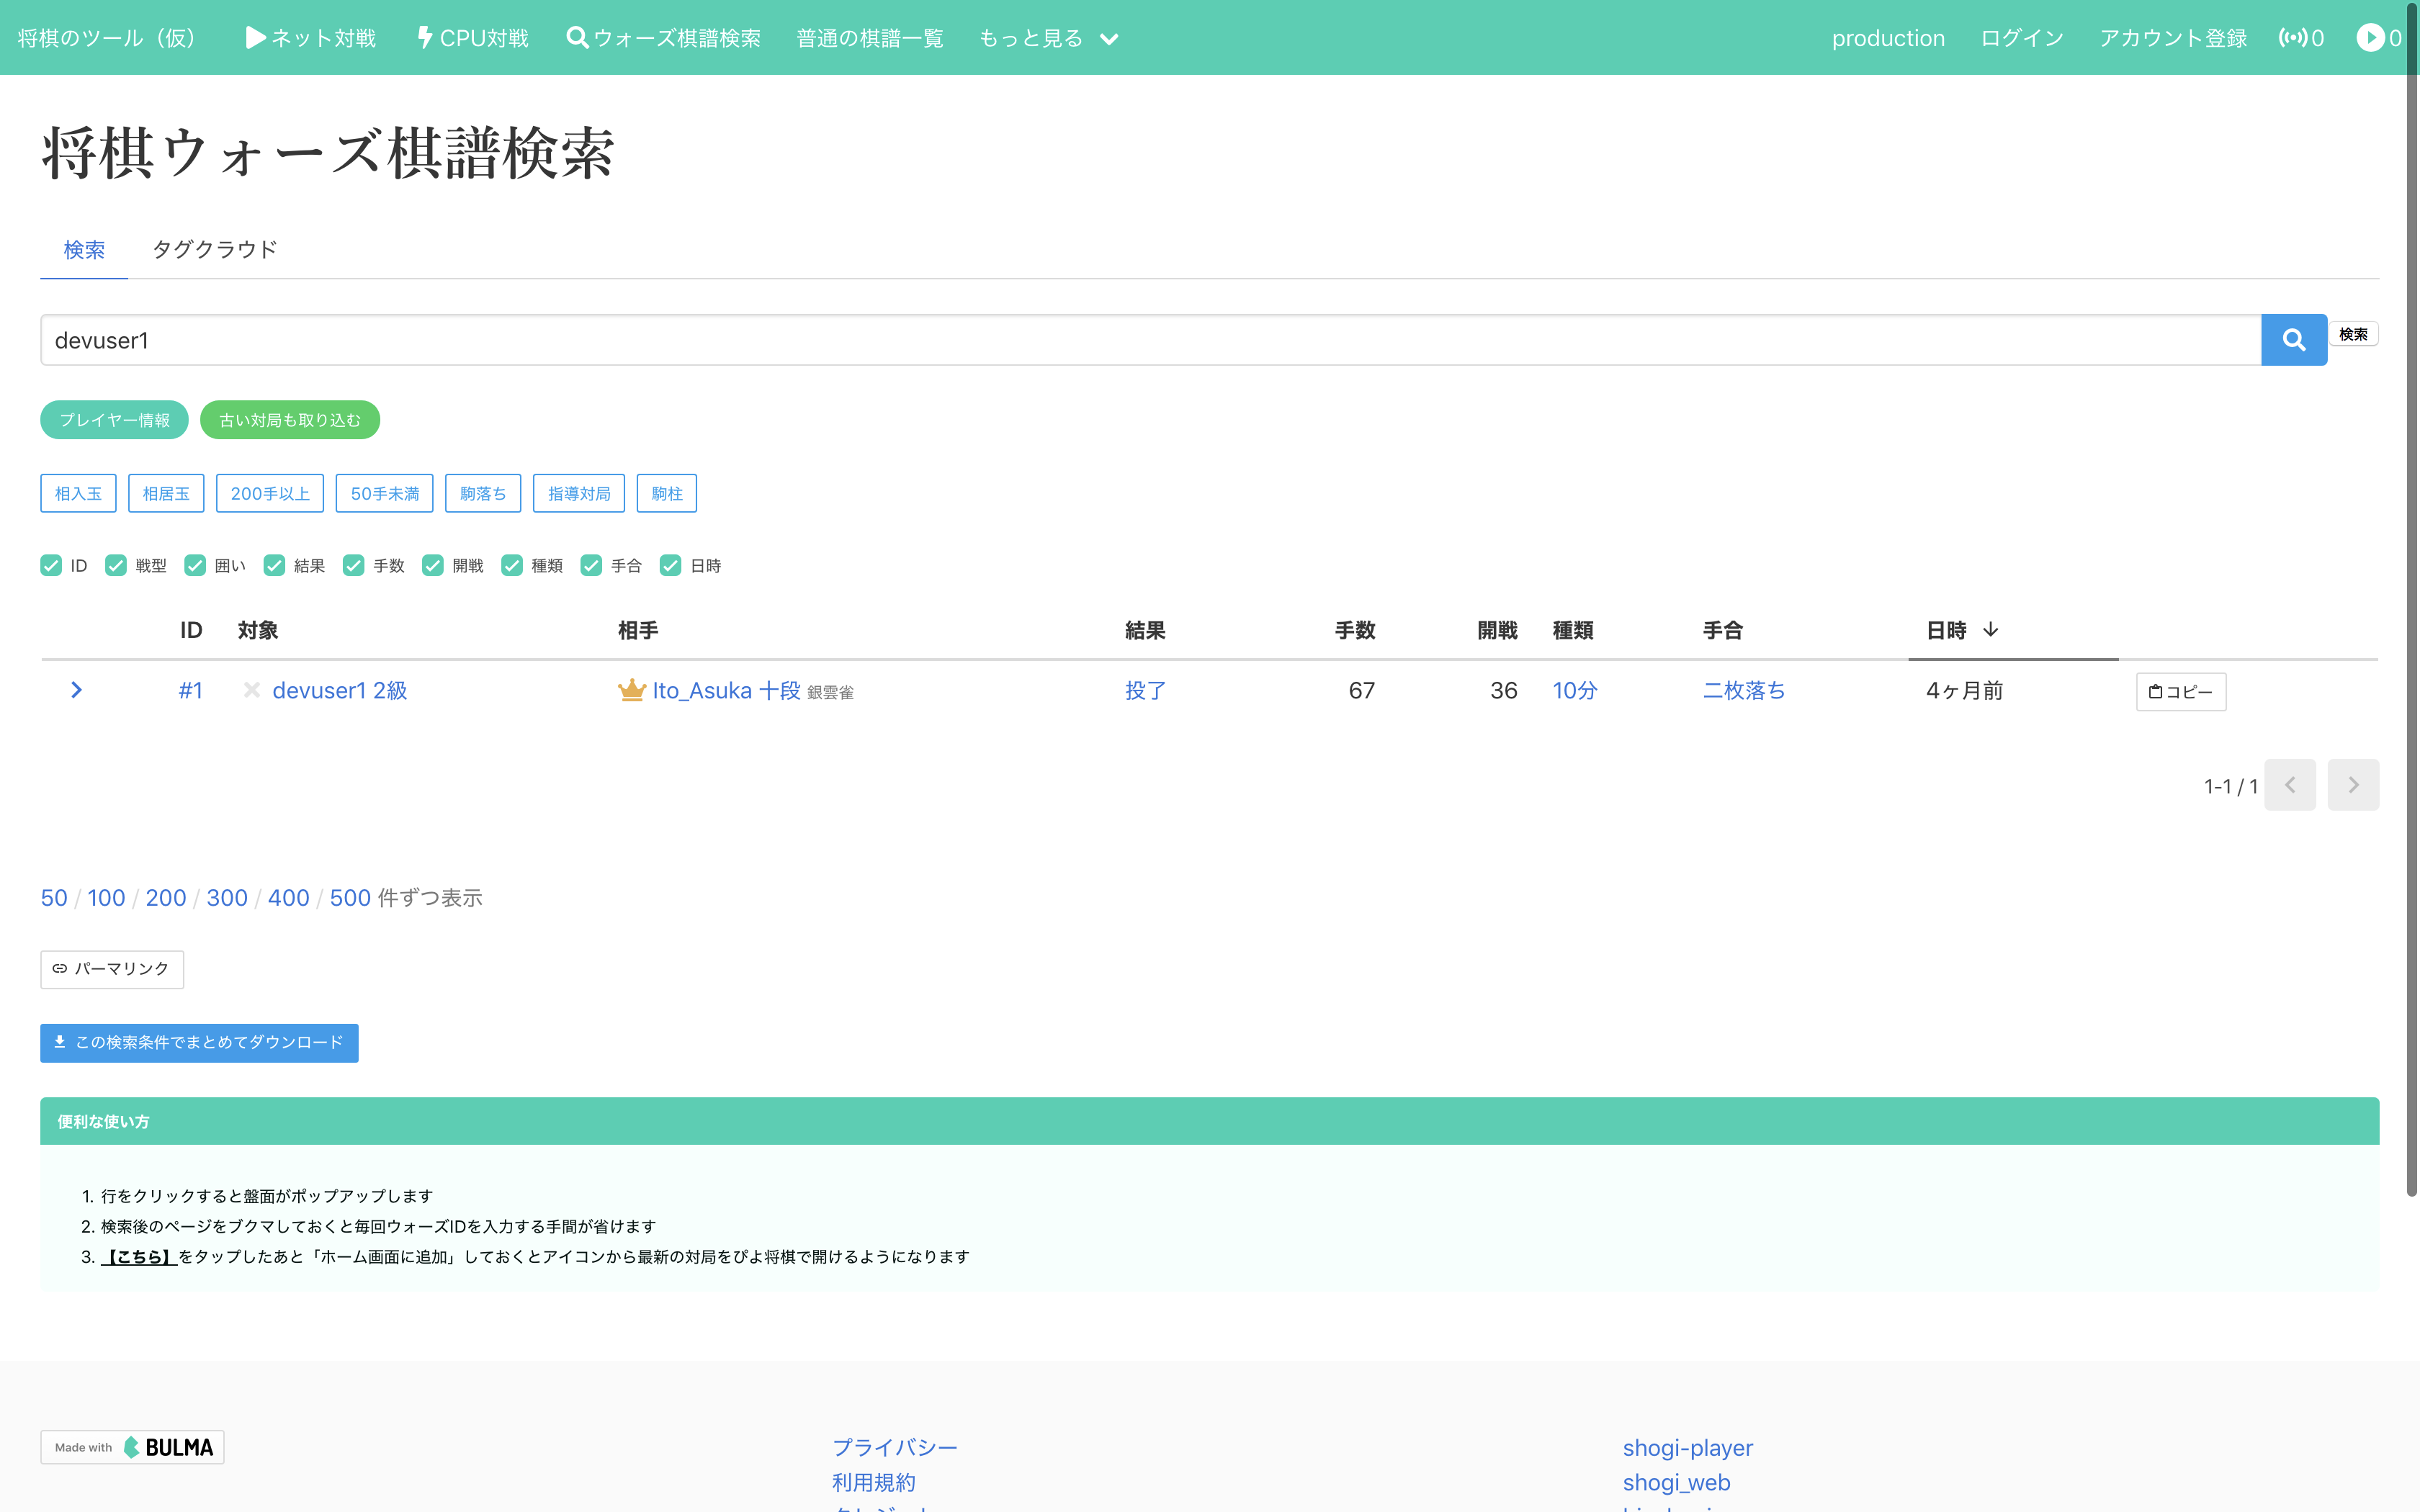 将棋のツール（仮） ネット対戦 CPU対戦 ウォーズ棋譜検索 普通の棋譜一覧 もっと見る production ログイン アカウント登録 0 0
将棋ウォーズ棋譜検索
検索 タグクラウド
devuser1 検索
プレイヤー情報 古い対局も取り込む
相入玉 相居玉 200手以上 50手未満 駒落ち 指導対局 駒柱
ID 戦型 囲い 結果 手数 開戦 種類 手合 日時
ID 対象 相手 結果 手数 開戦 種類 手合 日時
#1 devuser1 2級 Ito_Asuka 十段 銀雲雀 投了 67 36 10分 二枚落ち 4ヶ月前 コピー
1-1 / 1
50 / 100 / 200 / 300 / 400 / 500 件ずつ表示
パーマリンク
この検索条件でまとめてダウンロード
便利な使い方
1. 行をクリックすると盤面がポップアップします
2. 検索後のページをブクマしておくと毎回ウォーズIDを入力する手間が省けます
3. 【こちら】をタップしたあと「ホーム画面に追加」しておくとアイコンから最新の対局をぴよ将棋で開けるようになります
Made with BULMA プライバシー shogi-player
利用規約 shogi_web